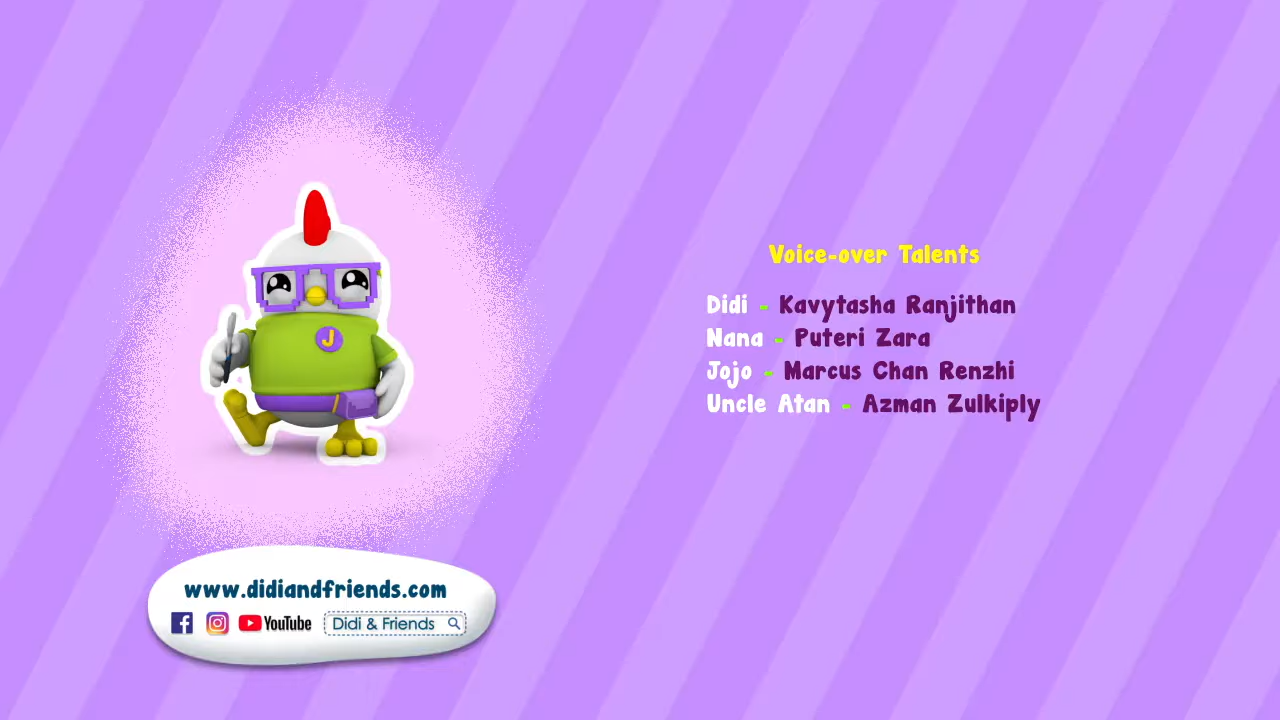 Voice-over Talents
Didi - Kavytasha Ranjithan
Nana - Puteri Zara
Jojo - Marcus Chan Renzhi
Uncle Atan - Azman Zulkiply
J
www.didiandfriends.com
YouTube Didi & Friends